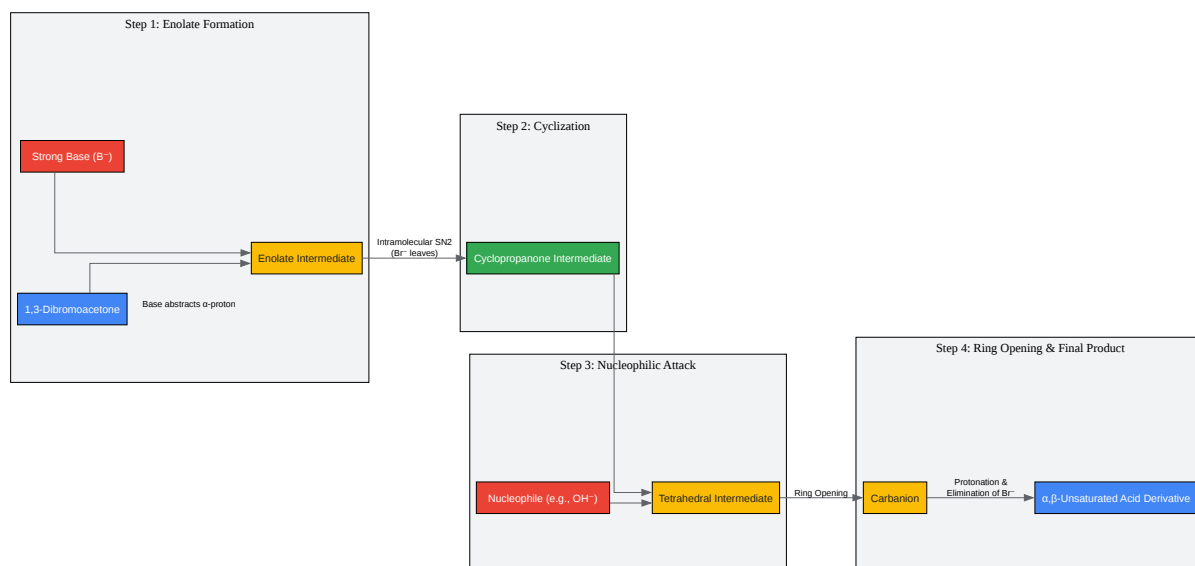 Step 1: Enolate Formation
Strong Base (B⁻)
1,3-Dibromoacetone
Base abstracts α-proton
Enolate Intermediate
Intramolecular SN2
(Br⁻ leaves)
Step 2: Cyclization
Cyclopropanone Intermediate
Step 3: Nucleophilic Attack
Nucleophile (e.g., OH⁻)
Tetrahedral Intermediate
Ring Opening
Step 4: Ring Opening & Final Product
Carbanion
Protonation &
Elimination of Br⁻
α,β-Unsaturated Acid Derivative